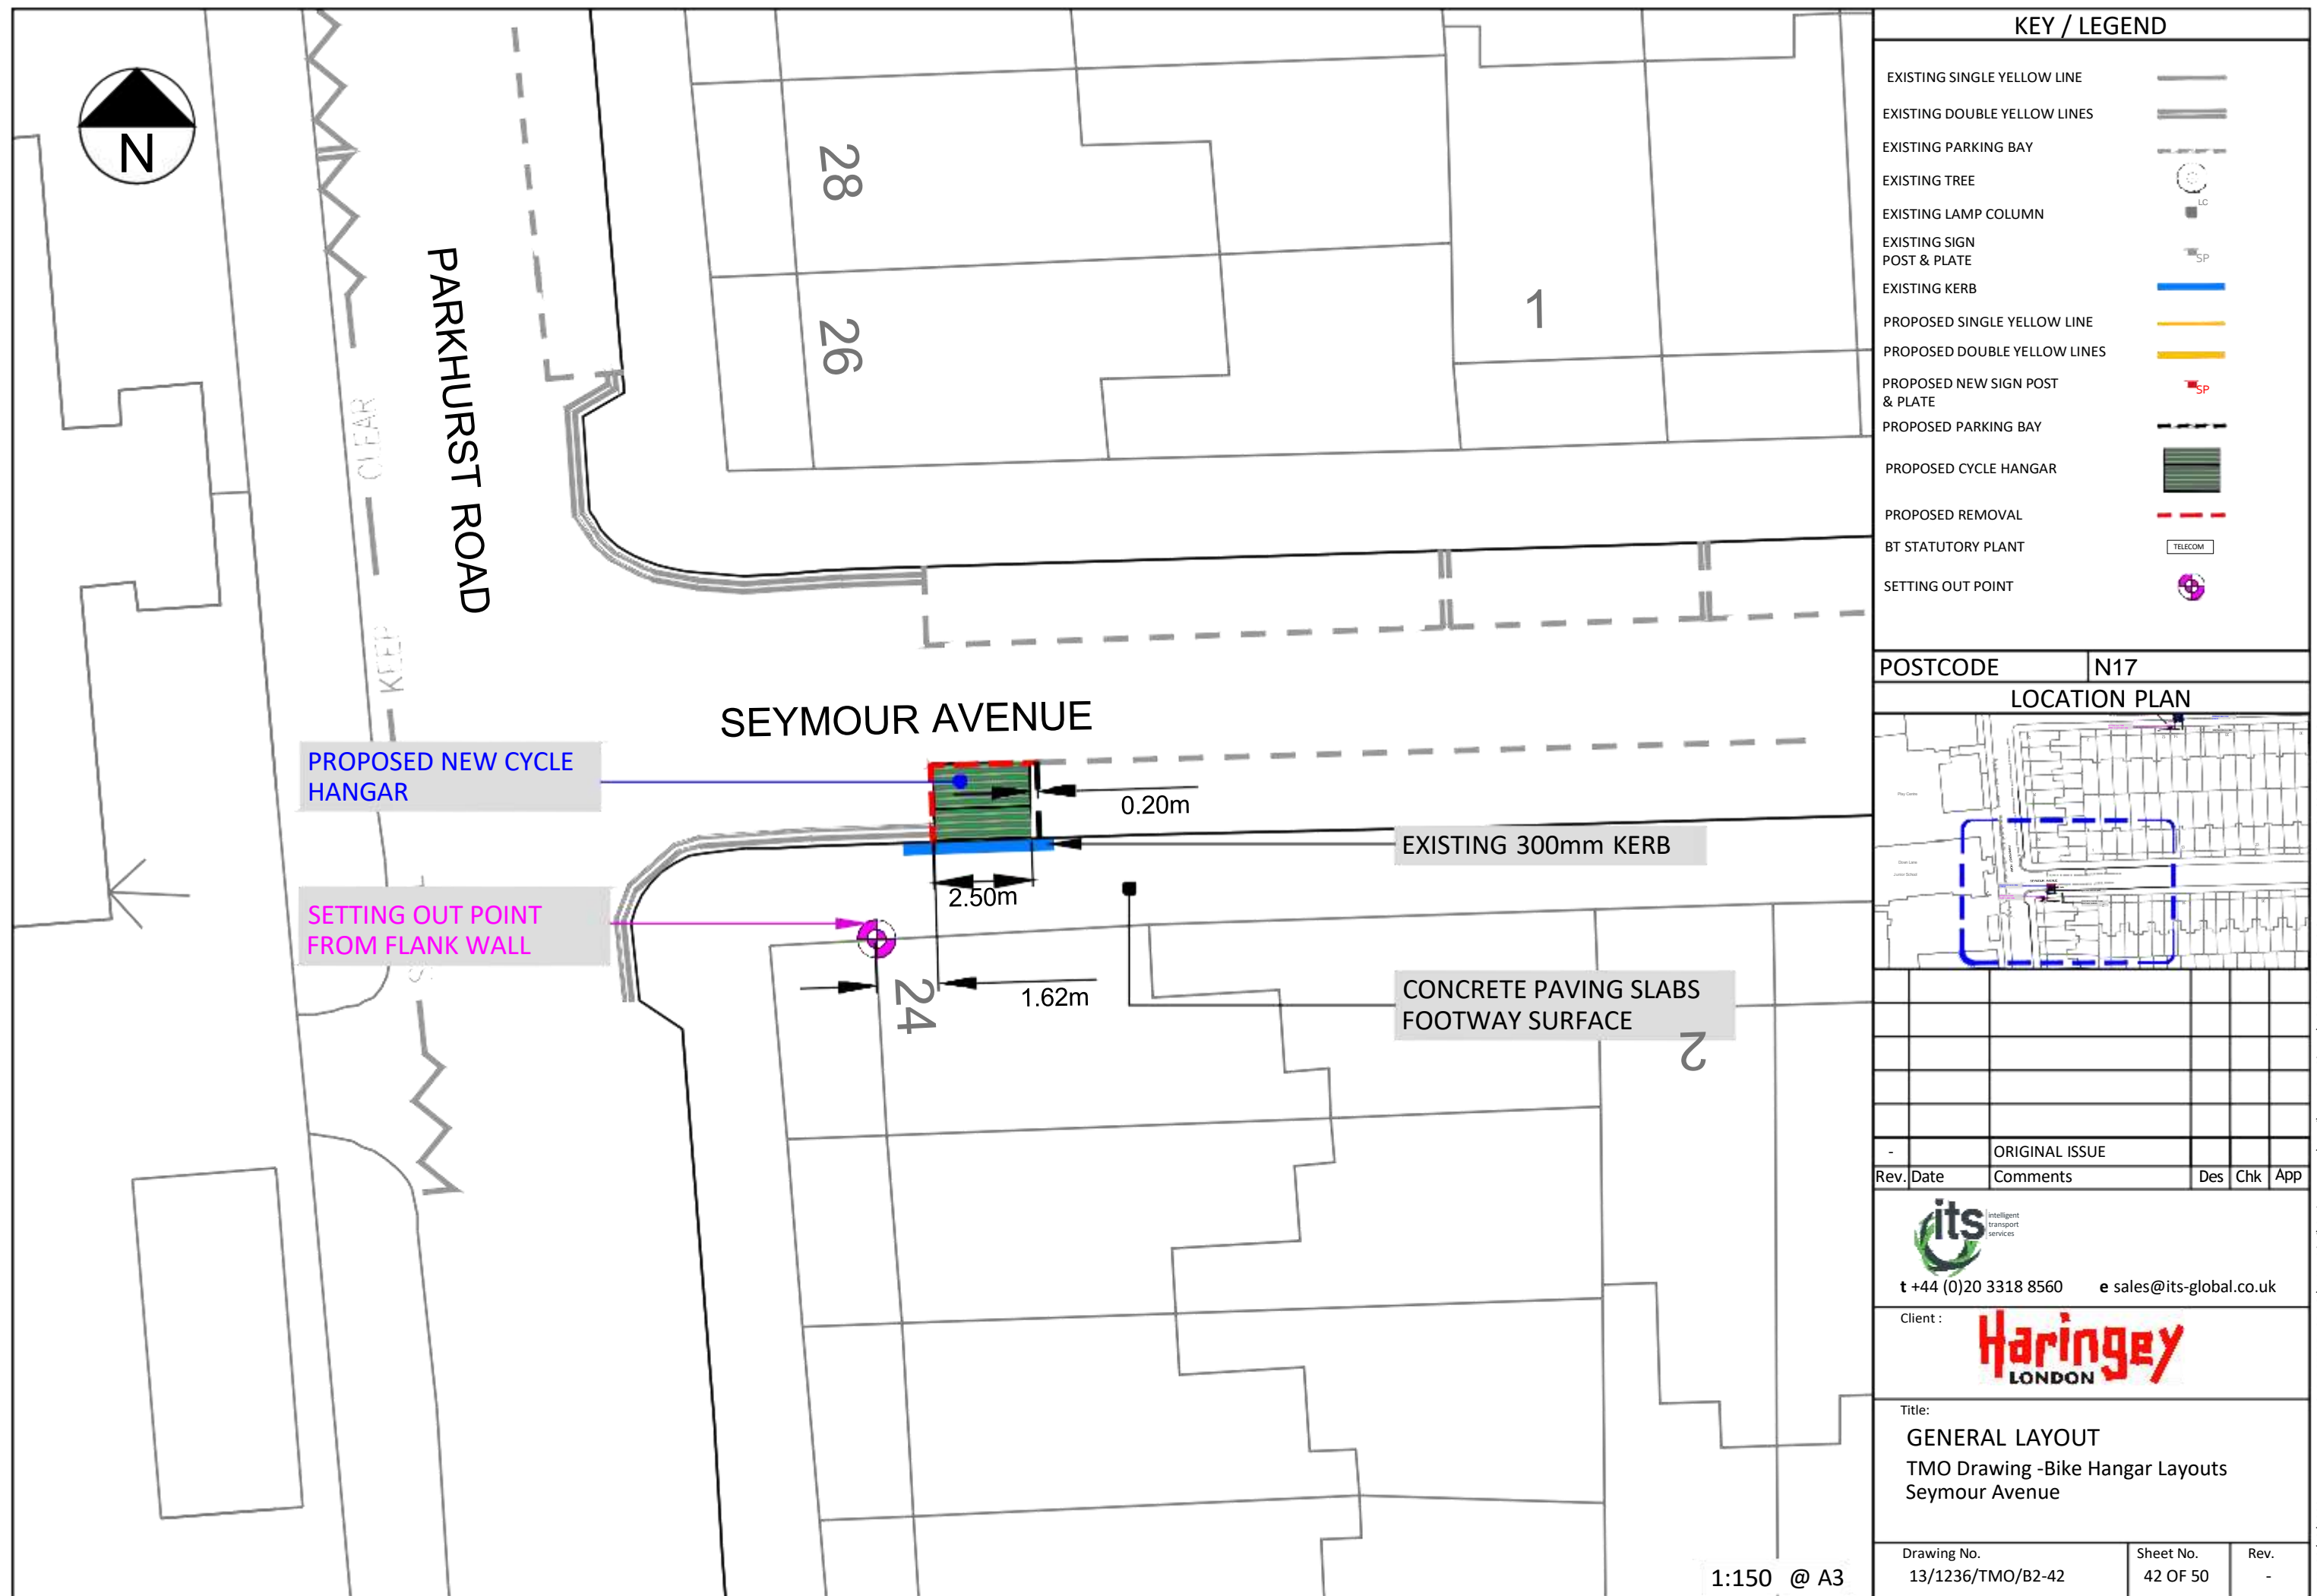 N
PARKHURST ROAD
CLEAR
KEEP
28
26
1
SEYMOUR AVENUE
PROPOSED NEW CYCLE
HANGAR
0.20m
EXISTING 300mm KERB
2.50m
SETTING OUT POINT
FROM FLANK WALL
24
1.62m
CONCRETE PAVING SLABS
FOOTWAY SURFACE
2
1:150 @ A3
KEY / LEGEND
EXISTING SINGLE YELLOW LINE
EXISTING DOUBLE YELLOW LINES
EXISTING PARKING BAY
EXISTING TREE
EXISTING LAMP COLUMN
LC
EXISTING SIGN
POST & PLATE
SP
EXISTING KERB
PROPOSED SINGLE YELLOW LINE
PROPOSED DOUBLE YELLOW LINES
PROPOSED NEW SIGN POST
& PLATE
SP
PROPOSED PARKING BAY
PROPOSED CYCLE HANGAR
PROPOSED REMOVAL
BT STATUTORY PLANT
TELECOM
SETTING OUT POINT
POSTCODE N17
LOCATION PLAN
- ORIGINAL ISSUE
Rev. Date Comments Des Chk App
its
intelligent
transport
services
t +44 (0)20 3318 8560 e sales@its-global.co.uk
Client :
Haringey
LONDON
Title:
GENERAL LAYOUT
TMO Drawing -Bike Hangar Layouts
Seymour Avenue
Drawing No. Sheet No. Rev.
13/1236/TMO/B2-42 42 OF 50 -